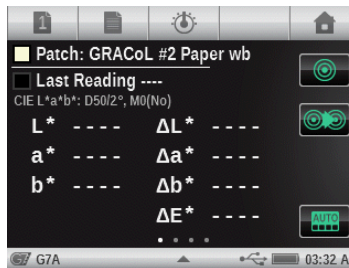 1
Patch: GRACoL #2 Paper wb
Last Reading ----
CIE L*a*b*: D50/2°, M0(No)
L* ---- ΔL* ----
a* ---- Δa* ----
b* ---- Δb* ----
ΔE* ----
AUTO
G7 G7A 03:32 A